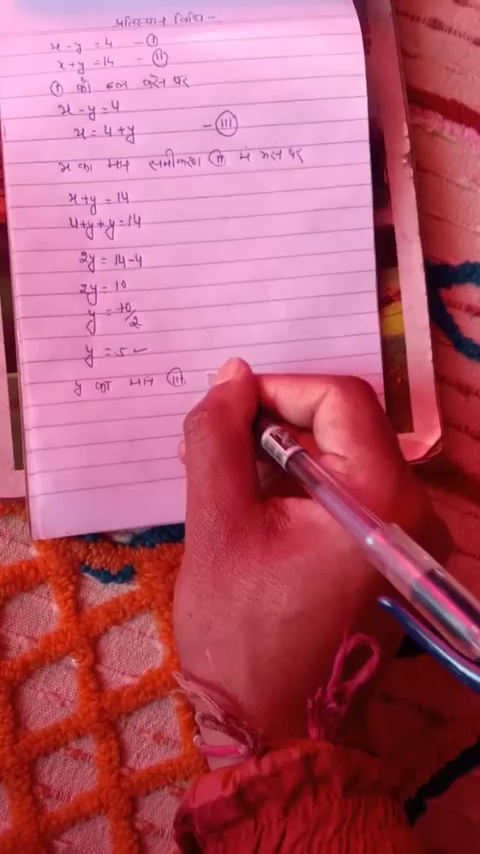 प्रतिस्थापन विधि -
x - y = 4 - Ⓘ
x + y = 14 - ⒾⒾ
Ⓘ को हल करने पर
x - y = 4
x = 4 + y - ⒾⒾⒾ
x का मान समीकरण ⒾⒾ में रखने पर
x + y = 14
4 + y + y = 14
2y = 14 - 4
2y = 10
y = 10/2
y = 5
y का मान ⒾⒾⒾ